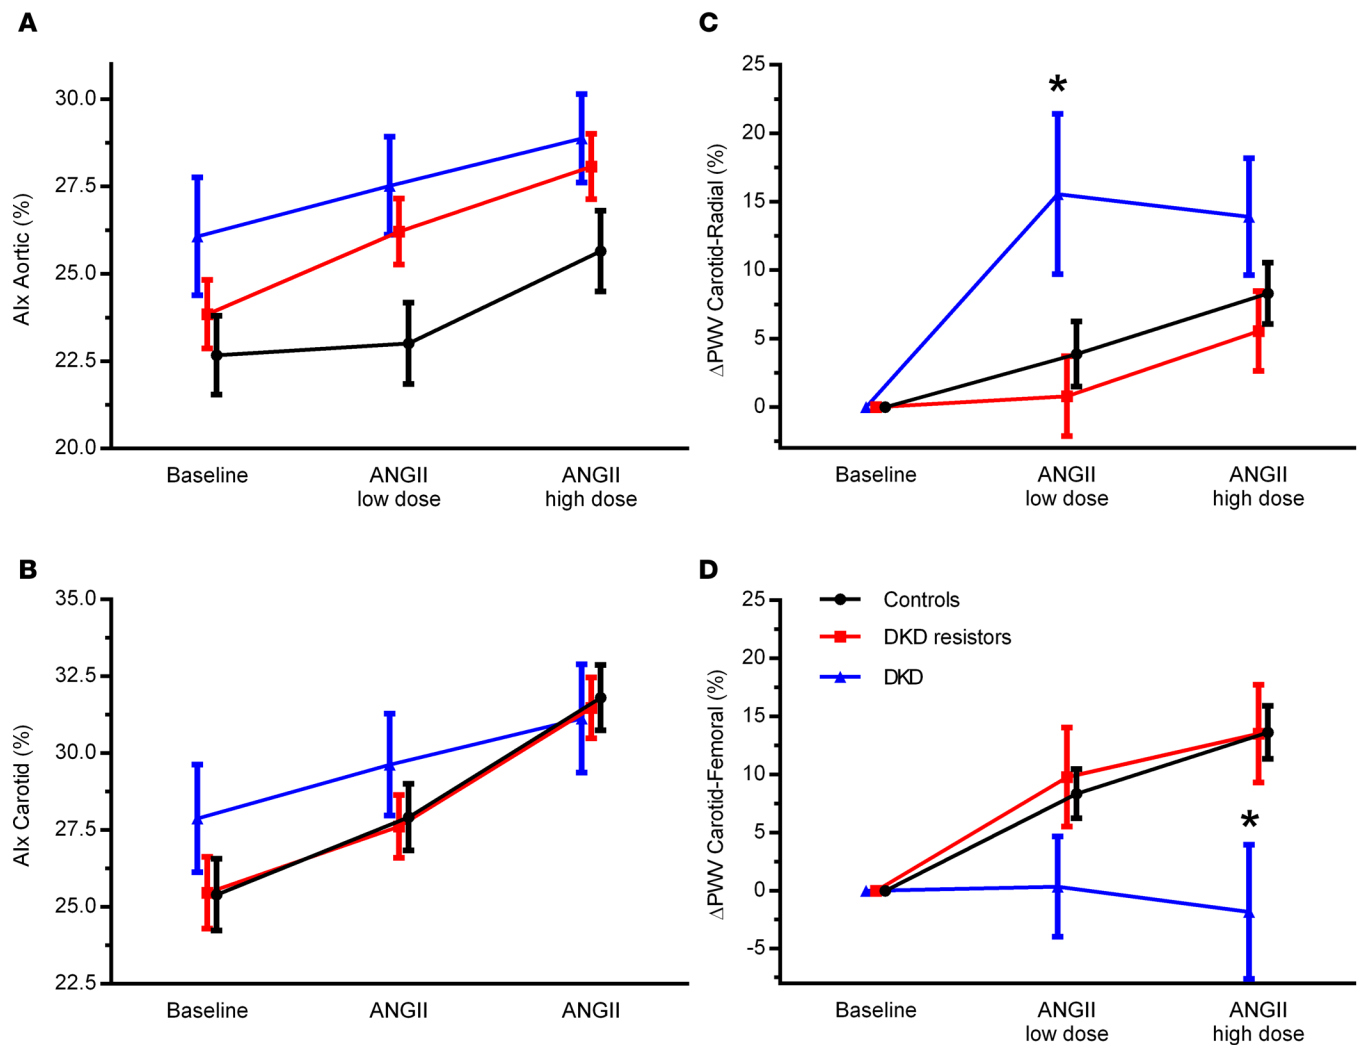 A
AIx Aortic (%)
30.0
27.5
25.0
22.5
20.0
Baseline
ANGII
low dose
ANGII
high dose
B
AIx Carotid (%)
35.0
32.5
30.0
27.5
25.0
22.5
Baseline
ANGII
ANGII
C
ΔPWV Carotid-Radial (%)
25
20
15
10
5
0
*
Baseline
ANGII
low dose
ANGII
high dose
D
ΔPWV Carotid-Femoral (%)
25
20
15
10
5
0
-5
Controls
DKD resistors
DKD
*
Baseline
ANGII
low dose
ANGII
high dose